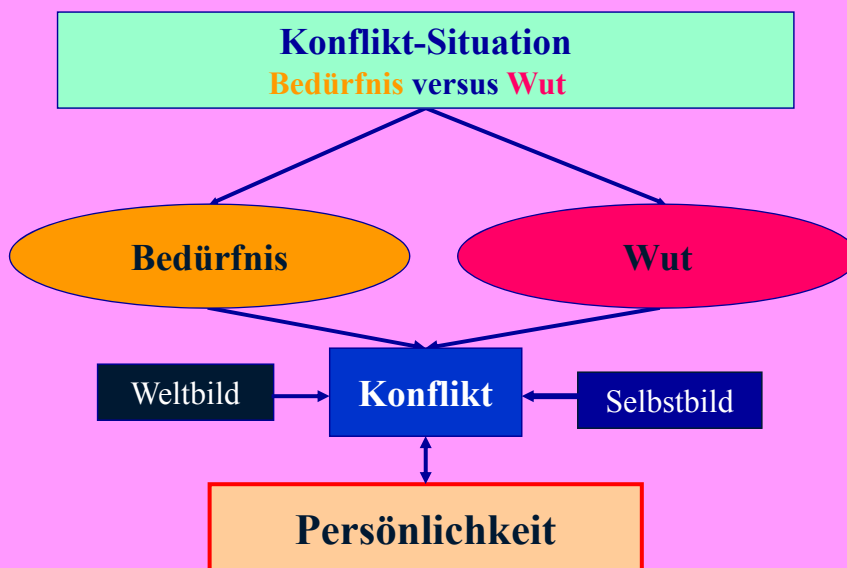 Konflikt-Situation
Bedürfnis versus Wut
Bedürfnis
Wut
Weltbild
Konflikt
Selbstbild
Persönlichkeit